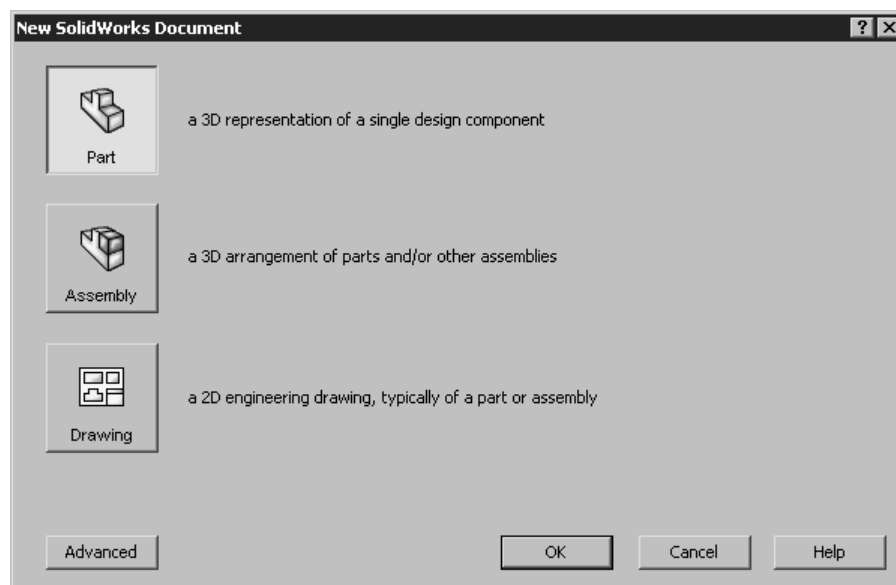 New SolidWorks Document
Part
a 3D representation of a single design component
Assembly
a 3D arrangement of parts and/or other assemblies
Drawing
a 2D engineering drawing, typically of a part or assembly
Advanced
OK
Cancel
Help